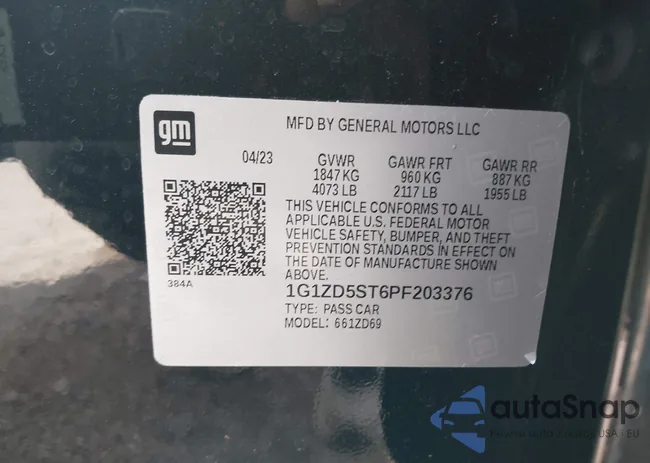 gm
MFD BY GENERAL MOTORS LLC
04/23 GVWR GAWR FRT GAWR RR
1847 KG 960 KG 887 KG
4073 LB 2117 LB 1955 LB
THIS VEHICLE CONFORMS TO ALL
APPLICABLE U.S. FEDERAL MOTOR
VEHICLE SAFETY, BUMPER, AND THEFT
PREVENTION STANDARDS IN EFFECT ON
THE DATE OF MANUFACTURE SHOWN
ABOVE.
384A
1G1ZD5ST6PF203376
TYPE: PASS CAR
MODEL: 661ZD69
autoSnap
USA | EU